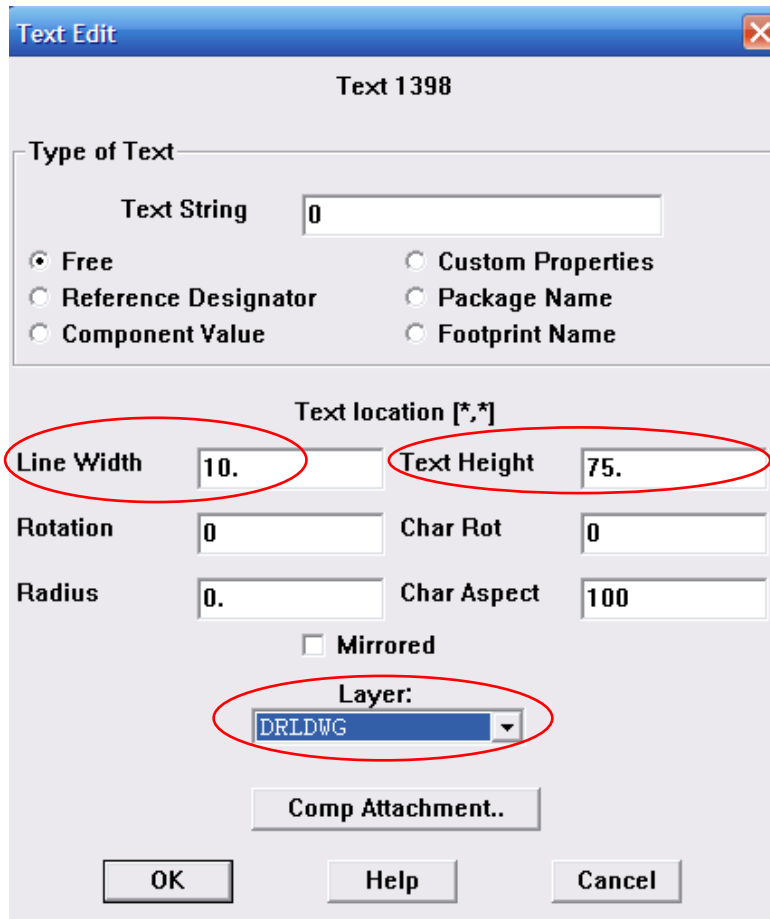 Text Edit
Text 1398
Type of Text
Text String 0
Free Custom Properties
Reference Designator Package Name
Component Value Footprint Name
Text location [*,*]
Line Width 10. Text Height 75.
Rotation 0 Char Rot 0
Radius 0. Char Aspect 100
Mirrored
Layer:
DRLDWG
Comp Attachment..
OK Help Cancel